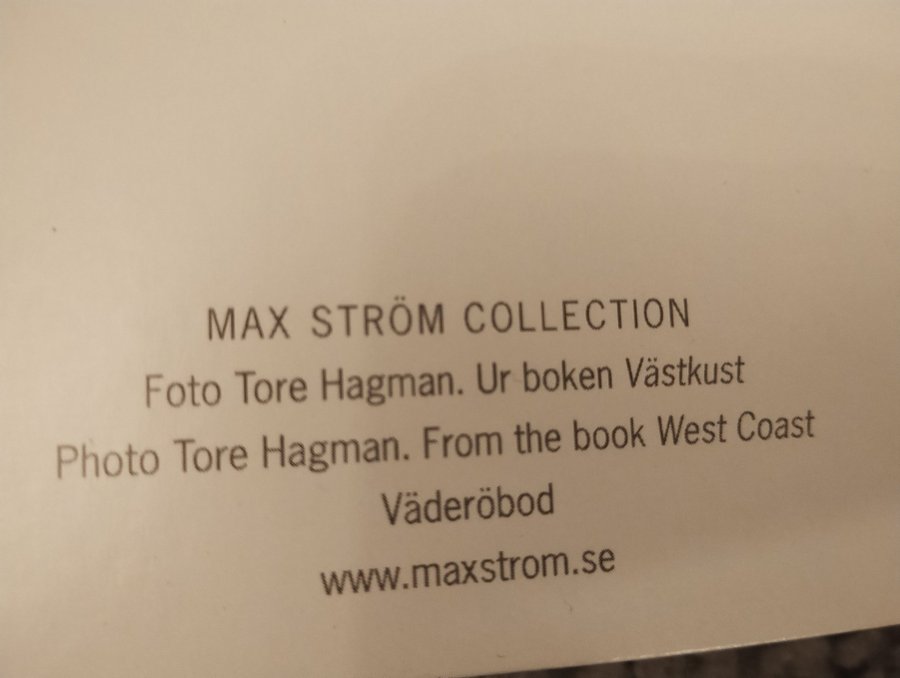 MAX STRÖM COLLECTION
Foto Tore Hagman. Ur boken Västkust
Photo Tore Hagman. From the book West Coast
Väderöbod
www.maxstrom.se